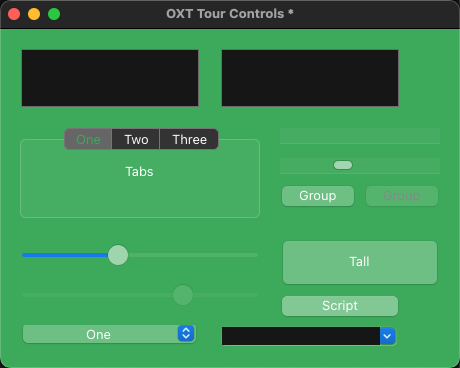 OXT Tour Controls *
One Two Three
Tabs
Group Group
Tall
Script
One